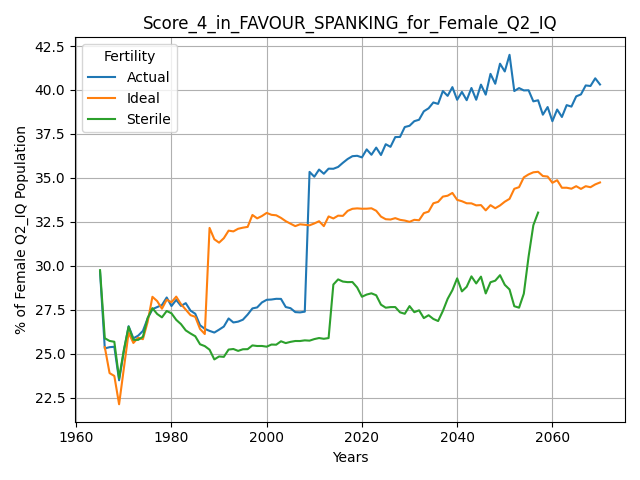 Score_4_in_FAVOUR_SPANKING_for_Female_Q2_IQ
% of Female Q2_IQ Population
42.5
40.0
37.5
35.0
32.5
30.0
27.5
25.0
22.5
Fertility
Actual
Ideal
Sterile
1960
1980
2000
2020
2040
2060
Years